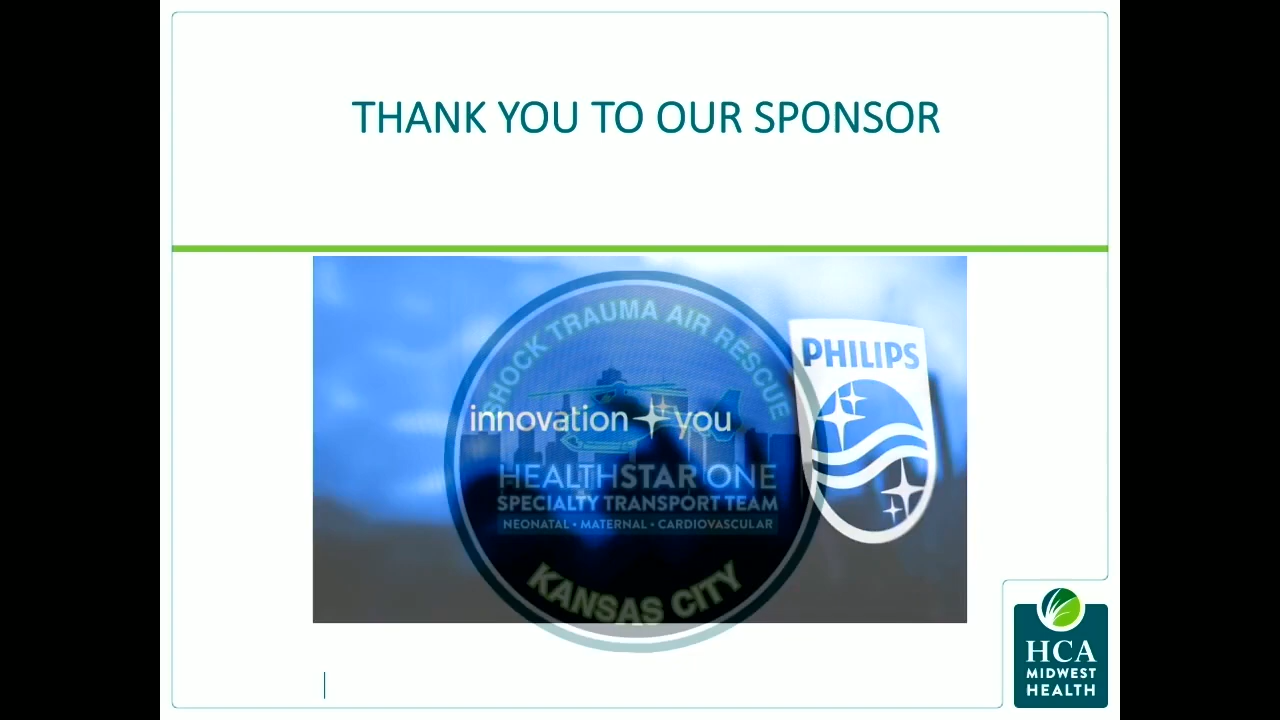 THANK YOU TO OUR SPONSOR
SHOCK TRAUMA AIR RESCUE
PHILIPS
innovation you
HEALTHSTAR ONE
SPECIALTY TRANSPORT TEAM
NEONATAL • MATERNAL • CARDIOVASCULAR
KANSAS CITY
HCA
MIDWEST
HEALTH